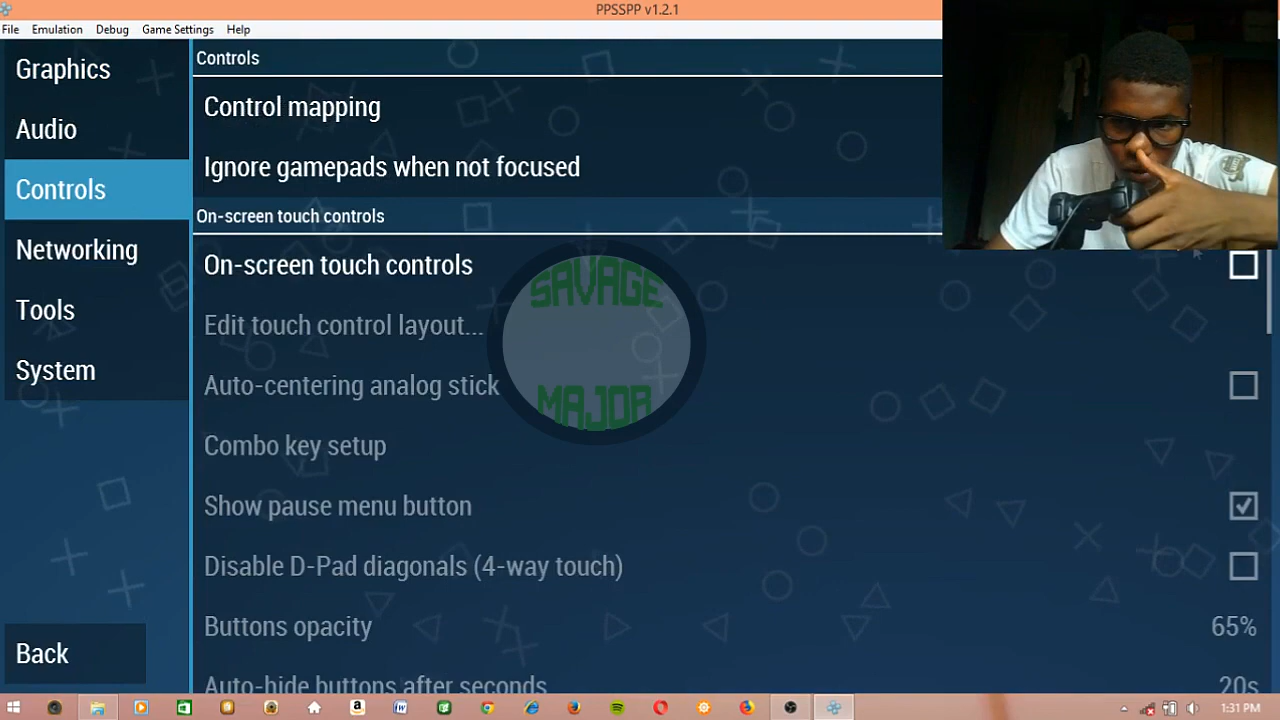 PPSSPP v1.2.1
File Emulation Debug Game Settings Help
Graphics
Audio
Controls
Networking
Tools
System
Back
Controls
Control mapping
Ignore gamepads when not focused
On-screen touch controls
On-screen touch controls
Edit touch control layout...
Auto-centering analog stick
Combo key setup
Show pause menu button
Disable D-Pad diagonals (4-way touch)
Buttons opacity 65%
Auto-hide buttons after seconds 20s
SAVAGE
MAJOR
1:31 PM